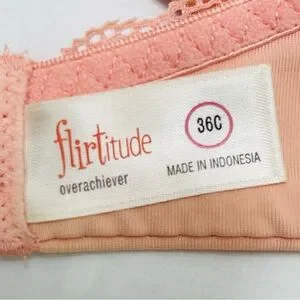 flirtitude
36C
overachiever
MADE IN INDONESIA